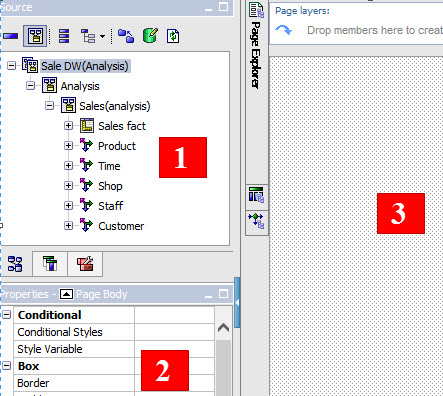 Source
Sale DW(Analysis)
Analysis
Sales(analysis)
Sales fact
Product
Time
Shop
Staff
Customer
1
Properties - Page Body
Conditional
Conditional Styles
Style Variable
Box
Border
2
Page Explorer
Page layers:
Drop members here to creat
3